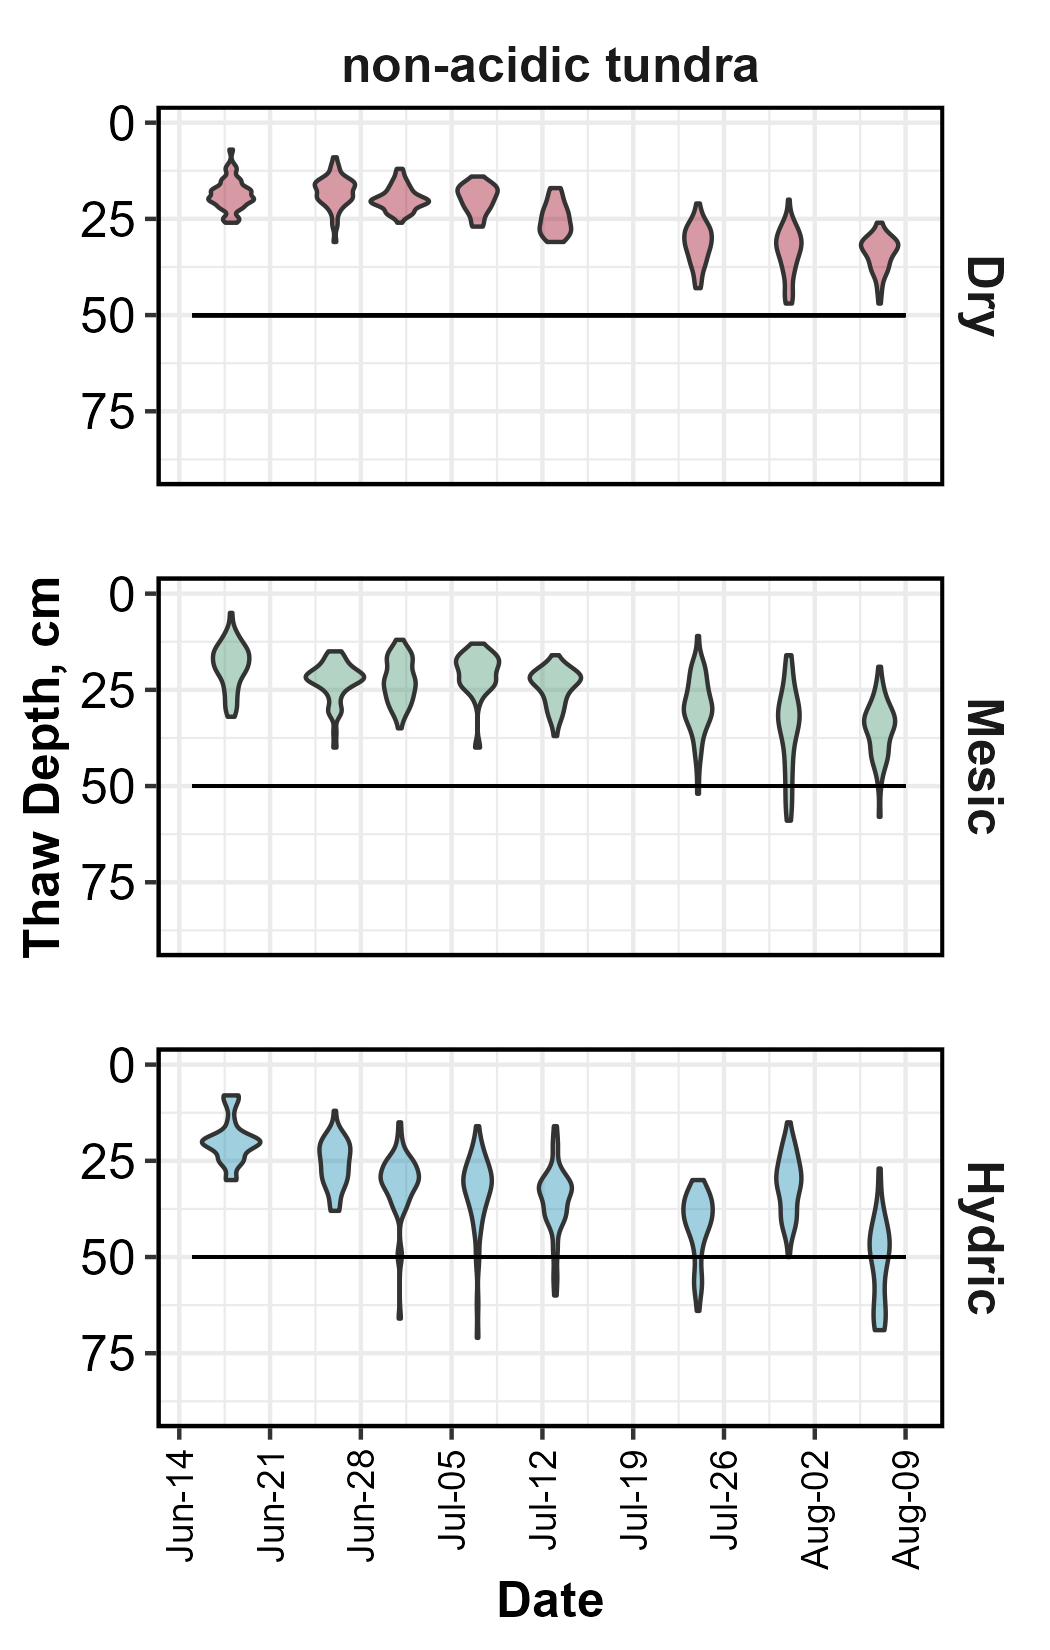 non-acidic tundra
0
25
50
75
Dry
Thaw Depth, cm
0
25
50
75
Mesic
0
25
50
75
Hydric
Jun-14
Jun-21
Jun-28
Jul-05
Jul-12
Jul-19
Jul-26
Aug-02
Aug-09
Date